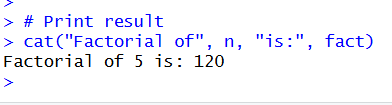 >
> # Print result
> cat("Factorial of", n, "is:", fact)
Factorial of 5 is: 120
>